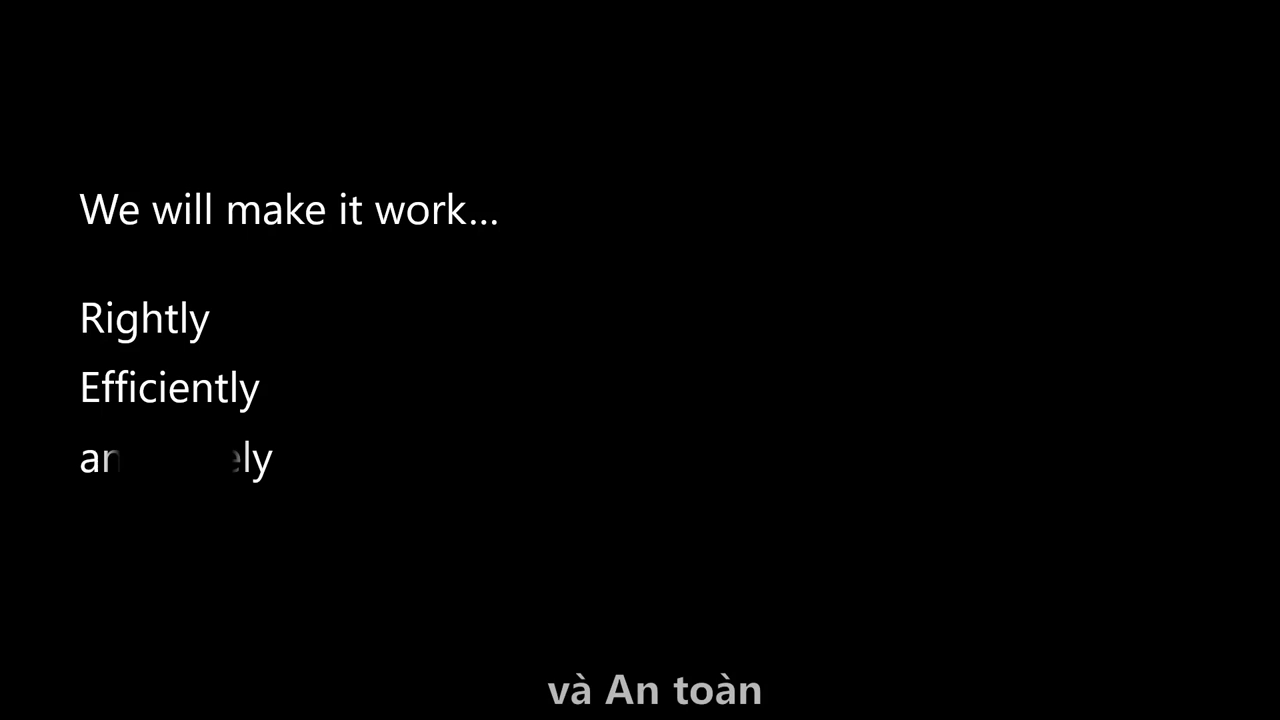 We will make it work...
Rightly
Efficiently
và An toàn